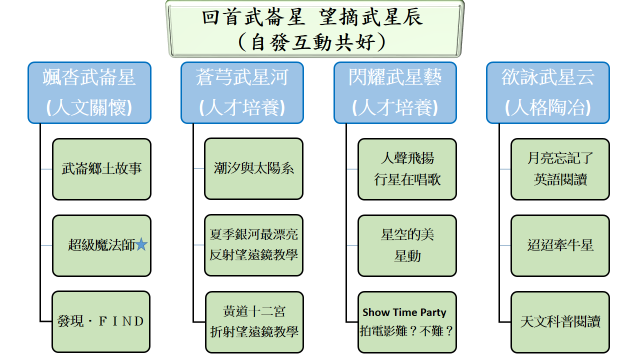 回首武崙星 望摘武星辰
（自發互動共好）
颯沓武崙星
(人文關懷)
武崙鄉土故事
超級魔法師
發現．ＦＩＮＤ
蒼穹武星河
(人才培養)
潮汐與太陽系
夏季銀河最漂亮
反射望遠鏡教學
黃道十二宮
折射望遠鏡教學
閃耀武星藝
(人才培養)
人聲飛揚
行星在唱歌
星空的美
星動
Show Time Party
拍電影難？不難？
欲詠武星云
(人格陶冶)
月亮忘記了
英語閱讀
迢迢牽牛星
天文科普閱讀